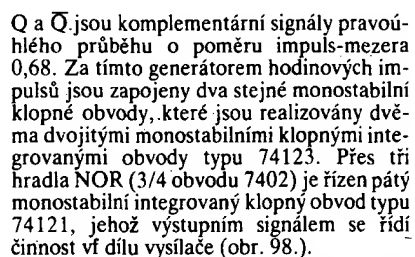 Q a Q̅ jsou komplementární signály pravoú-
hlého průběhu o poměru impuls-mezera
0,68. Za tímto generátorem hodinových im-
pulsů jsou zapojeny dva stejné monostabilní
klopné obvody, které jsou realizovány dvě-
ma dvojitými monostabilními klopnými inte-
grovanými obvody typu 74123. Přes tři
hradla NOR (3/4 obvodu 7402) je řízen pátý
monostabilní integrovaný klopný obvod typu
74121, jehož výstupním signálem se řídí
činnost vf dílu vysílače (obr. 98.).